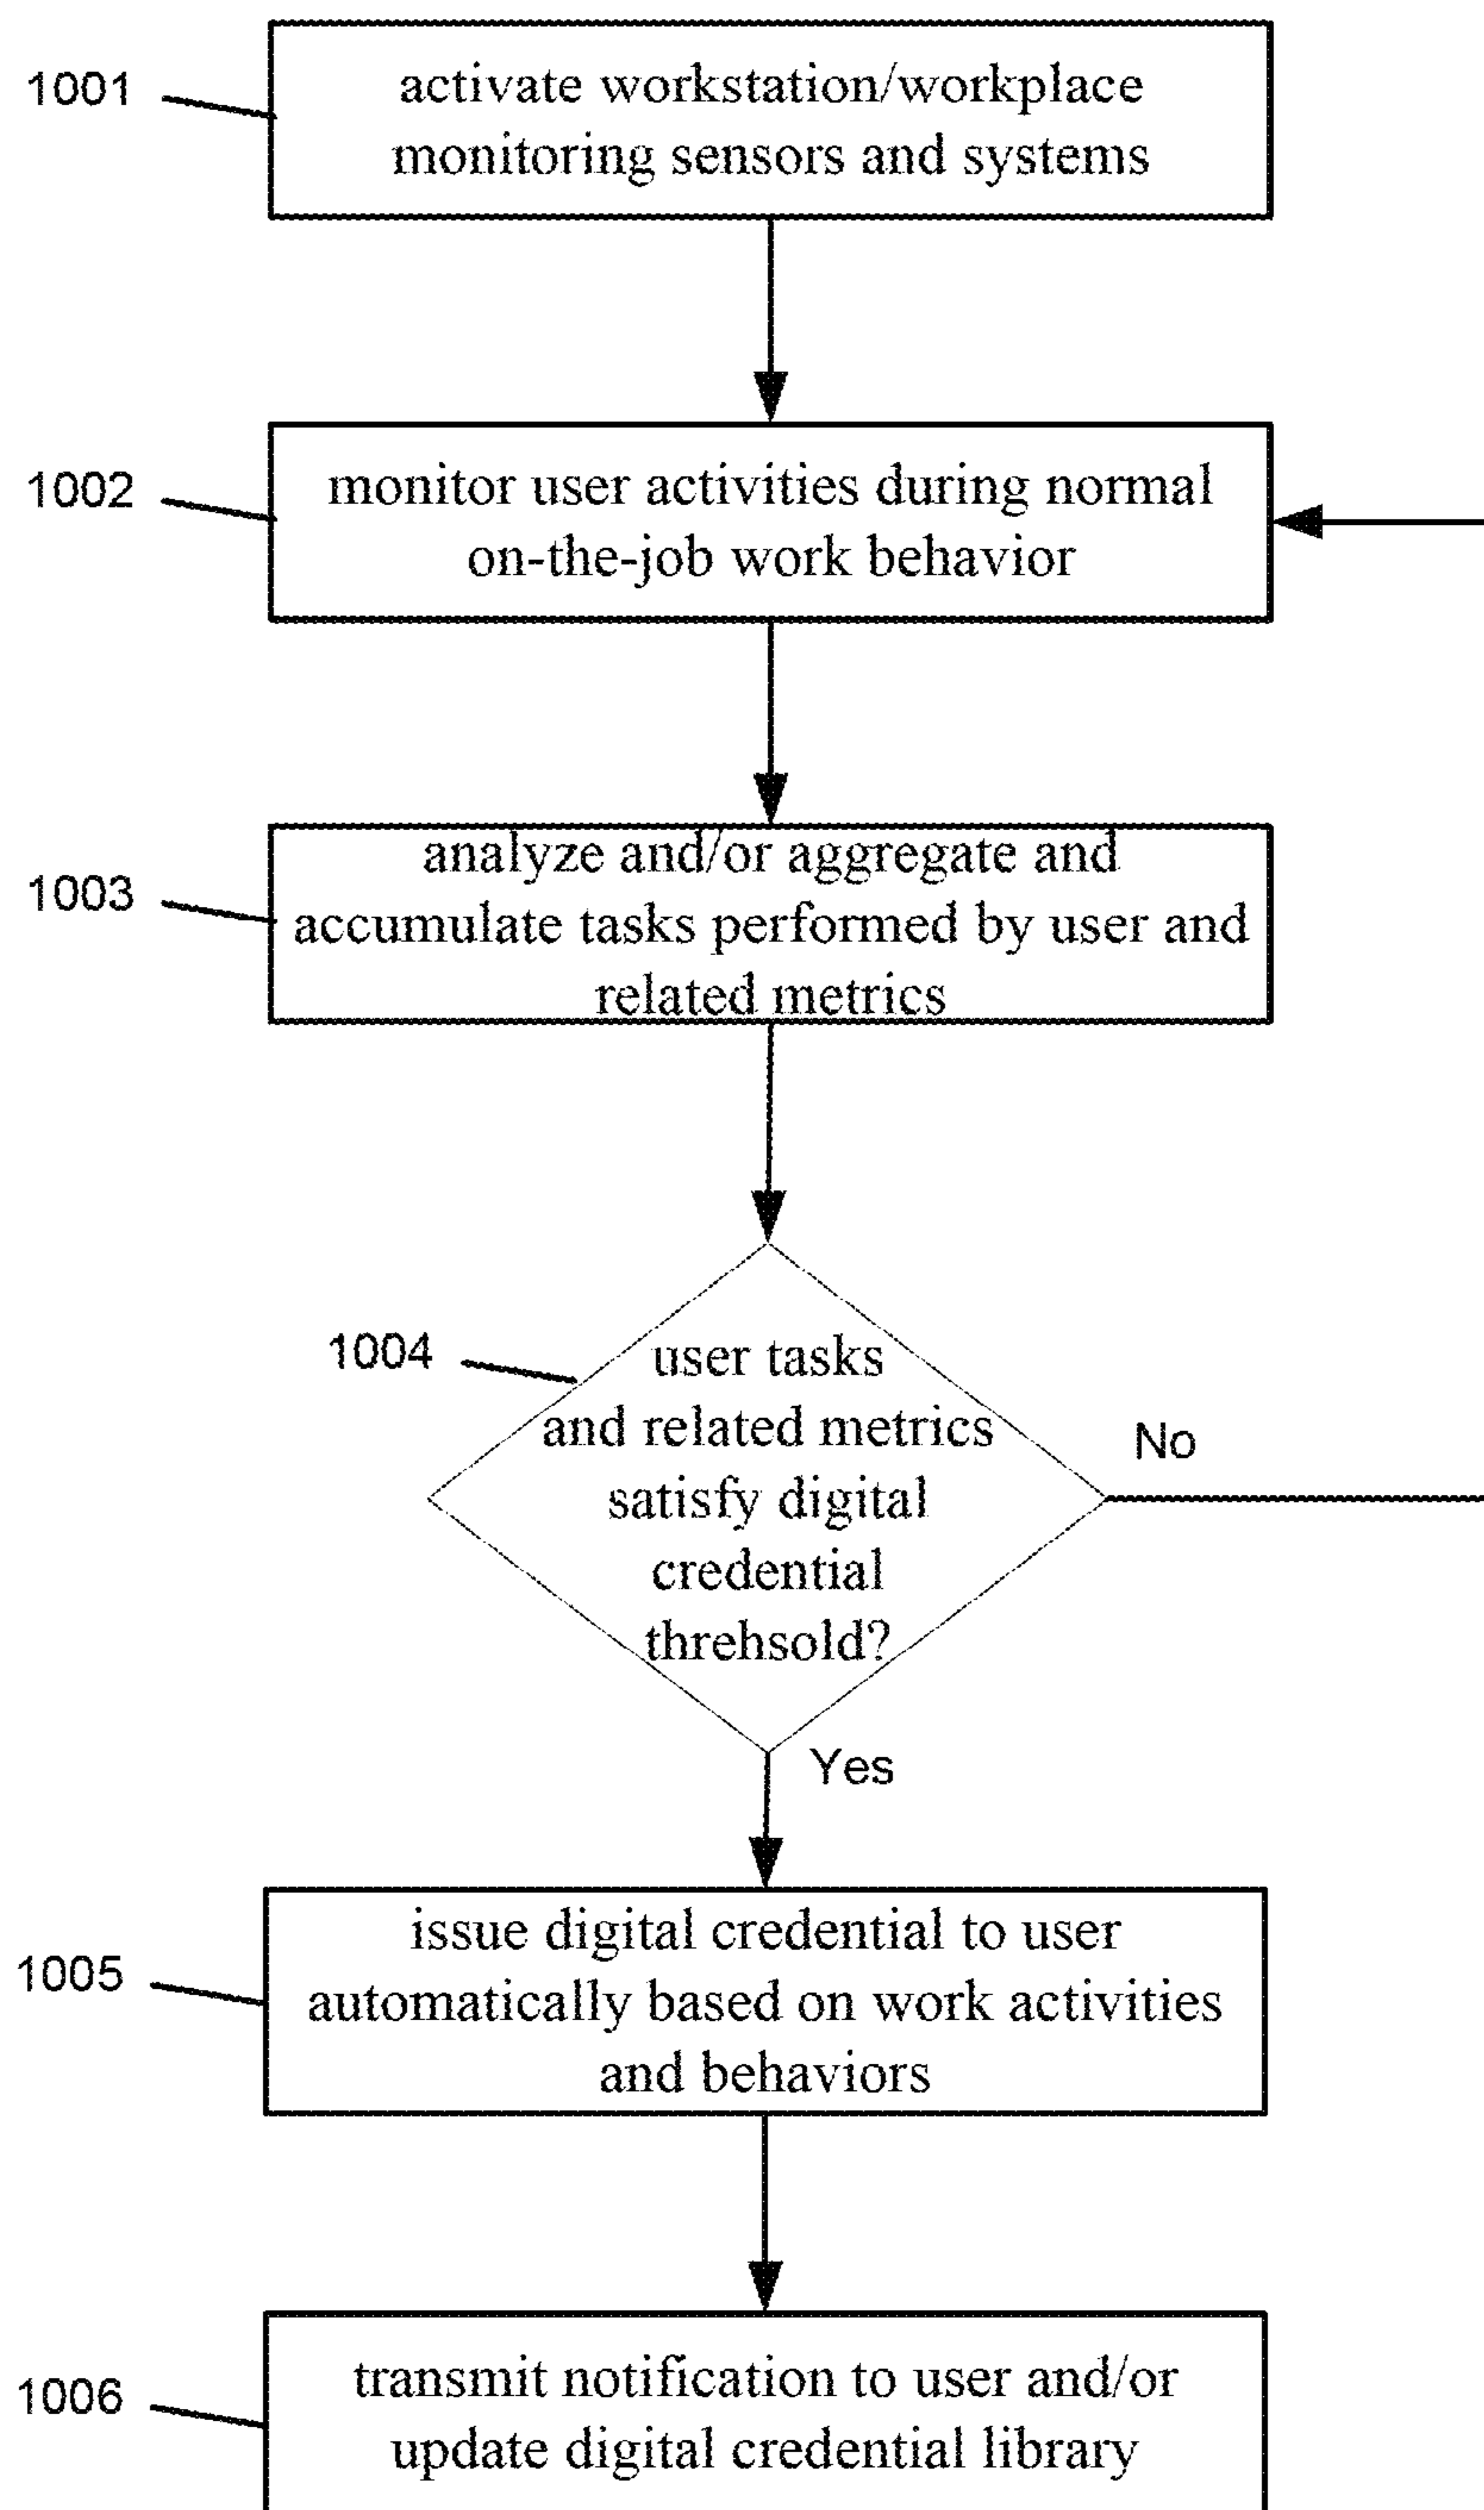 1001
activate workstation/workplace
monitoring sensors and systems
1002
monitor user activities during normal
on-the-job work behavior
1003
analyze and/or aggregate and
accumulate tasks performed by user and
related metrics
1004
user tasks
and related metrics
satisfy digital
credential
threhsold?
No
Yes
1005
issue digital credential to user
automatically based on work activities
and behaviors
1006
transmit notification to user and/or
update digital credential library